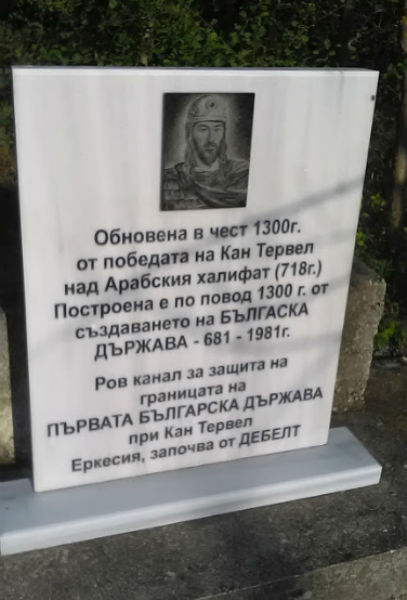 Обновена в чест 1300г.
от победата на Кан Тервел
над Арабския халифат (718г.)
Построена е по повод 1300 г. от
създаването на БЪЛГАСКА
ДЪРЖАВА - 681 - 1981г.
Ров канал за защита на
границата на
ПЪРВАТА БЪЛГАРСКА ДЪРЖАВА
при Кан Тервел
Еркесия, започва от ДЕБЕЛТ